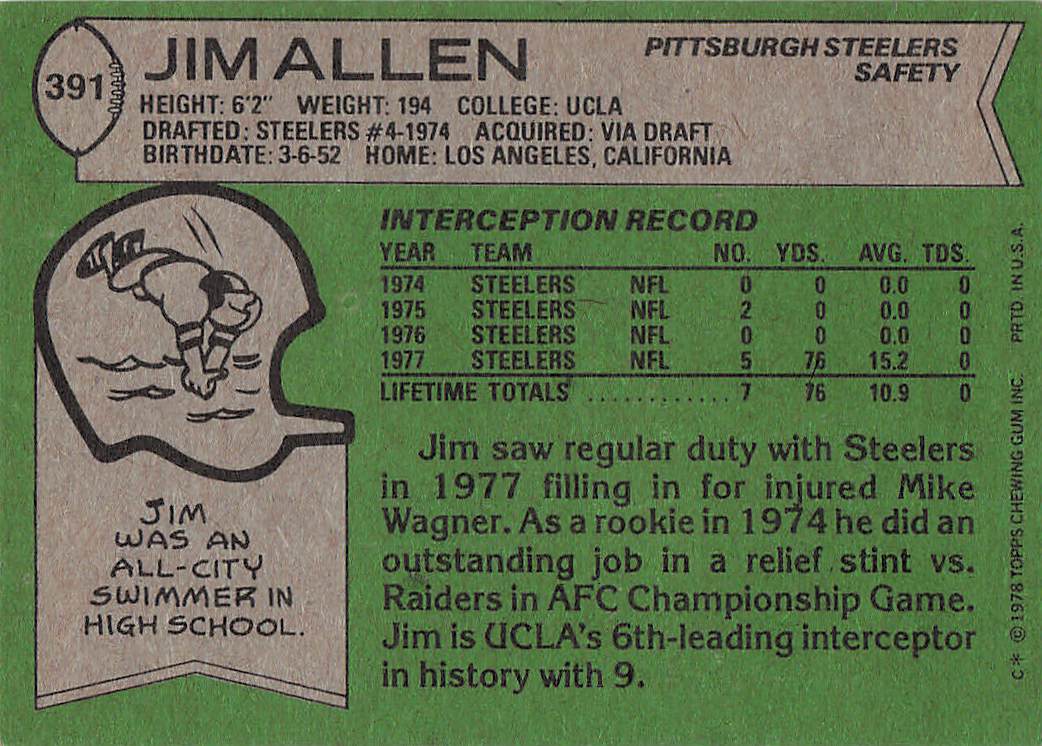 391
JIM ALLEN
PITTSBURGH STEELERS
SAFETY
HEIGHT: 6'2" WEIGHT: 194 COLLEGE: UCLA
DRAFTED: STEELERS #4-1974 ACQUIRED: VIA DRAFT
BIRTHDATE: 3-6-52 HOME: LOS ANGELES, CALIFORNIA
INTERCEPTION RECORD
YEAR TEAM NO. YDS. AVG. TDS.
1974 STEELERS NFL 0 0 0.0 0
1975 STEELERS NFL 2 0 0.0 0
1976 STEELERS NFL 0 0 0.0 0
1977 STEELERS NFL 5 76 15.2 0
LIFETIME TOTALS ............ 7 76 10.9 0
Jim saw regular duty with Steelers
in 1977 filling in for injured Mike
Wagner. As a rookie in 1974 he did an
outstanding job in a relief stint vs.
Raiders in AFC Championship Game.
Jim is UCLA's 6th-leading interceptor
in history with 9.
JIM
WAS AN
ALL-CITY
SWIMMER IN
HIGH SCHOOL.
C* © 1978 TOPPS CHEWING GUM INC. PRTD IN U.S.A.